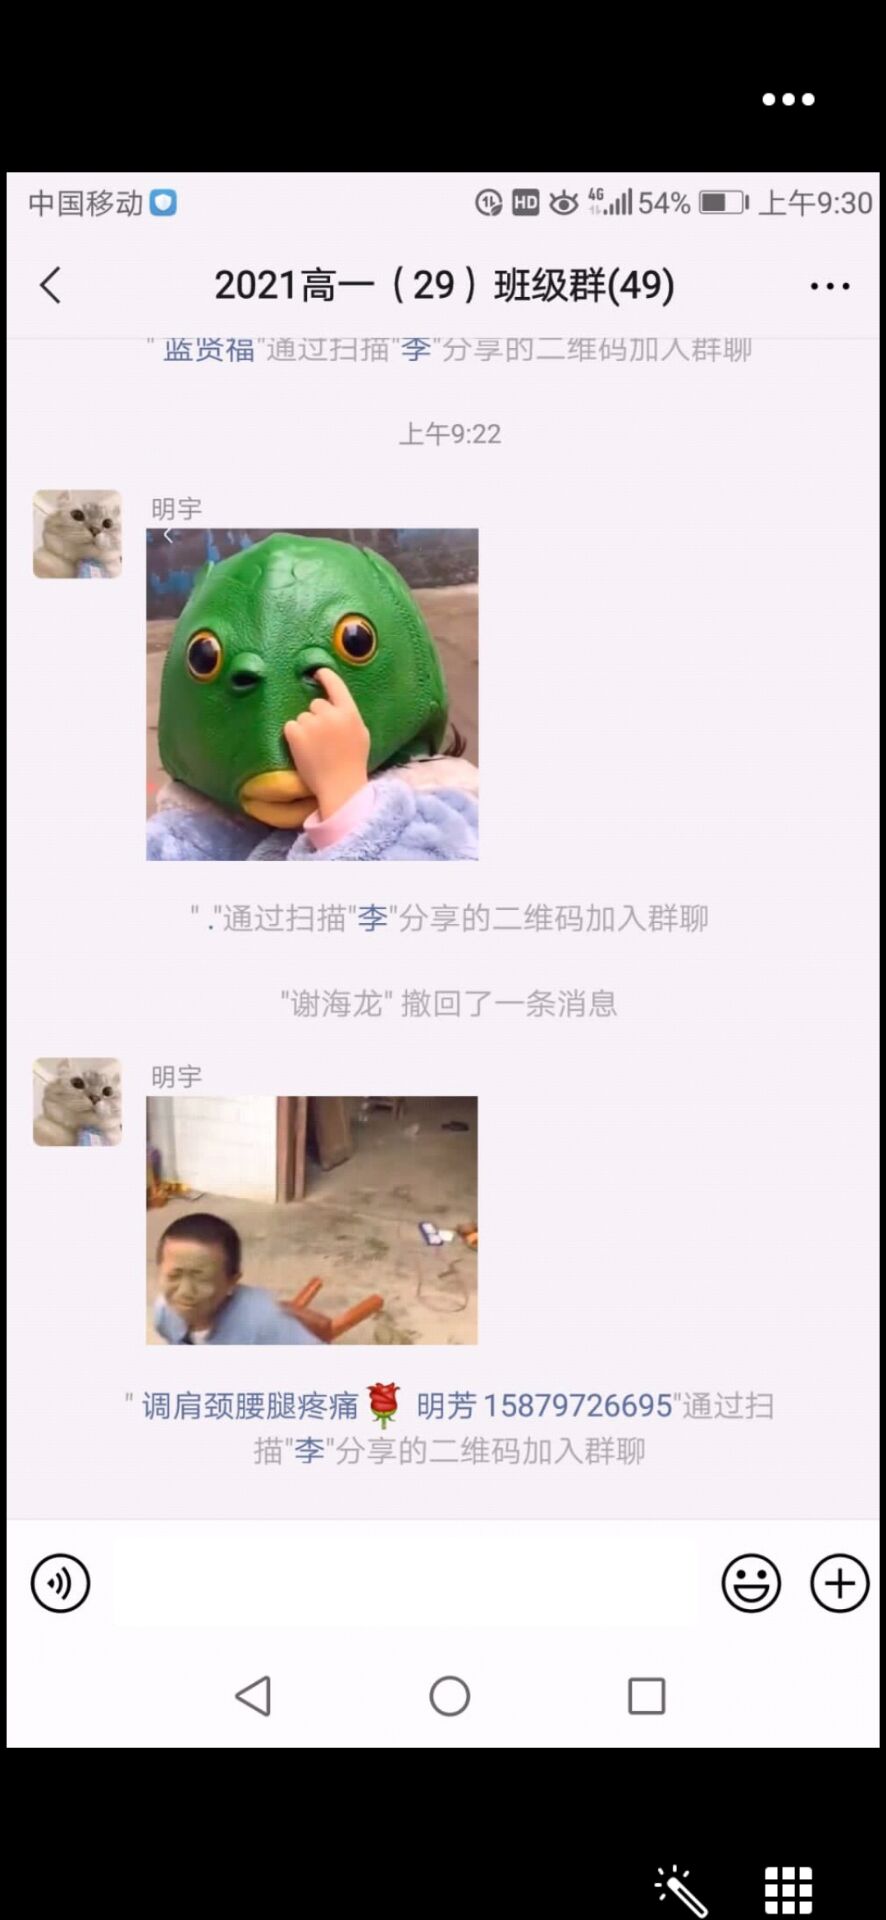 中国移动 HD 4G 54% 上午9:30
2021高一（29）班级群(49)
"蓝贤福"通过扫描"李"分享的二维码加入群聊
上午9:22
明宇
"."通过扫描"李"分享的二维码加入群聊
"谢海龙" 撤回了一条消息
明宇
"调肩颈腰腿疼痛🌹 明芳 15879726695"通过扫
描"李"分享的二维码加入群聊